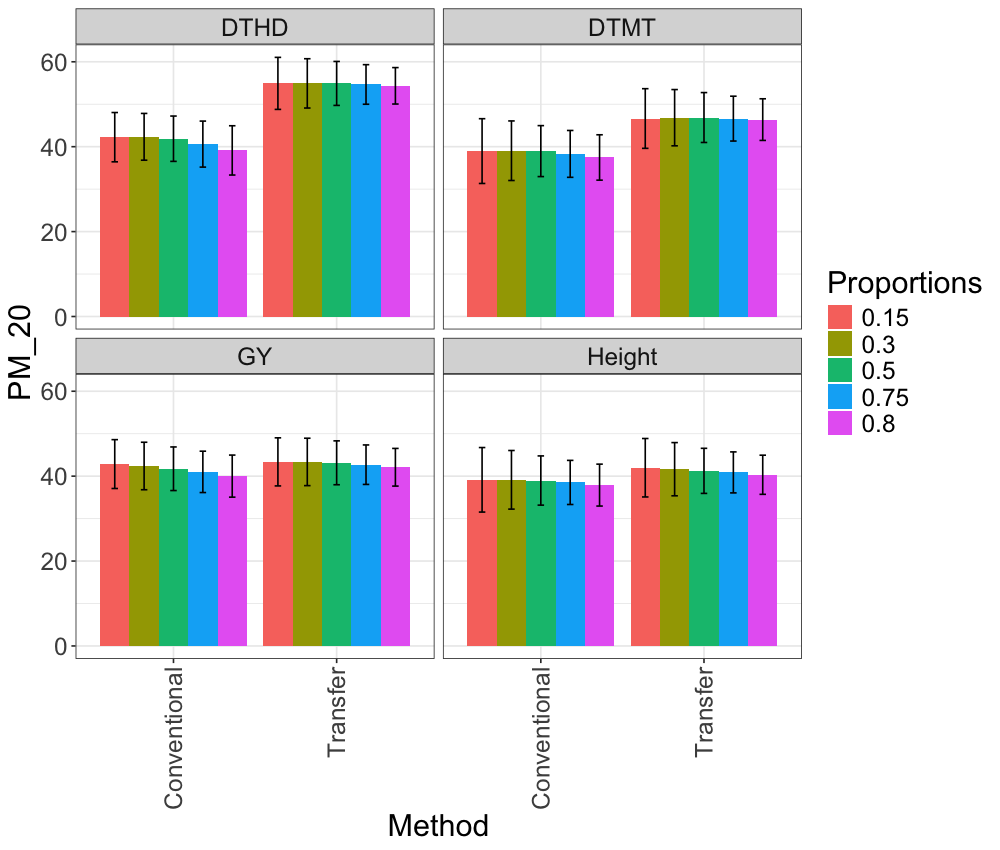 DTHD
DTMT
60
40
20
0
GY
Height
60
40
20
0
PM_20
Conventional
Transfer
Conventional
Transfer
Method
Proportions
0.15
0.3
0.5
0.75
0.8